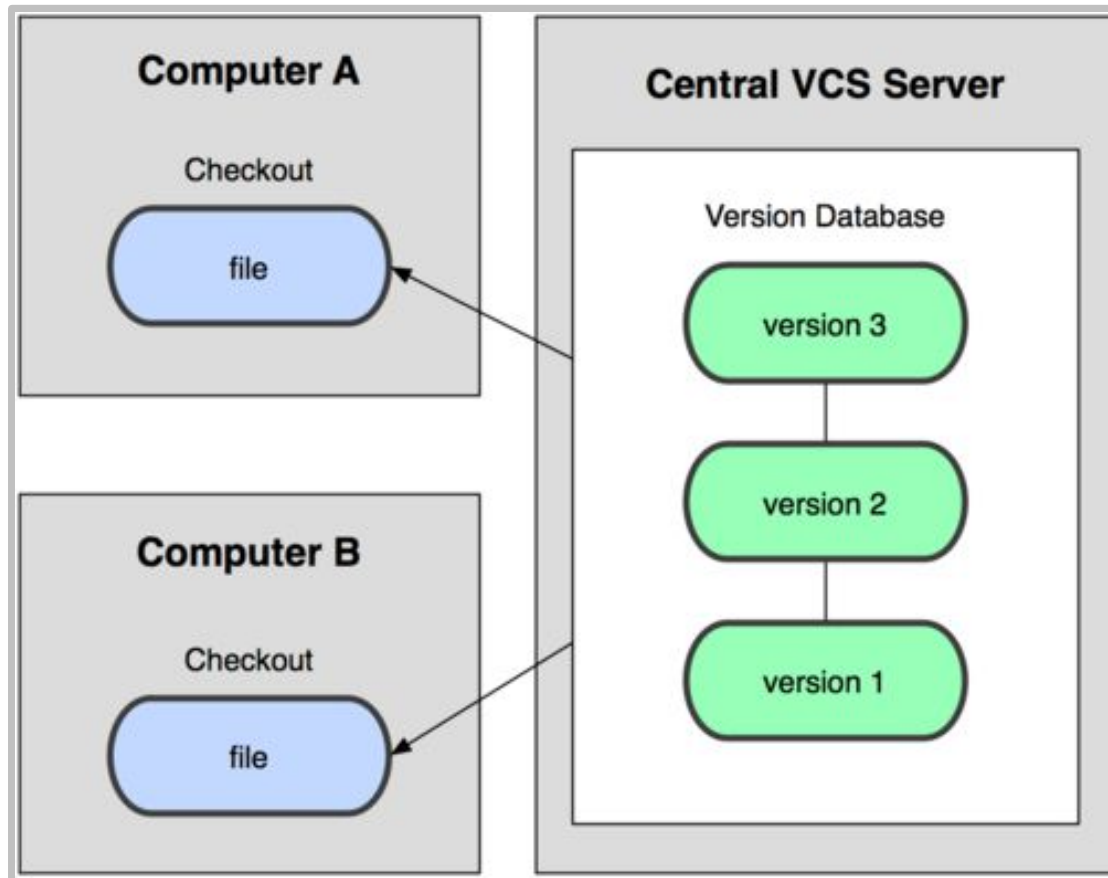 Computer A
Checkout
file
Computer B
Checkout
file
Central VCS Server
Version Database
version 3
version 2
version 1